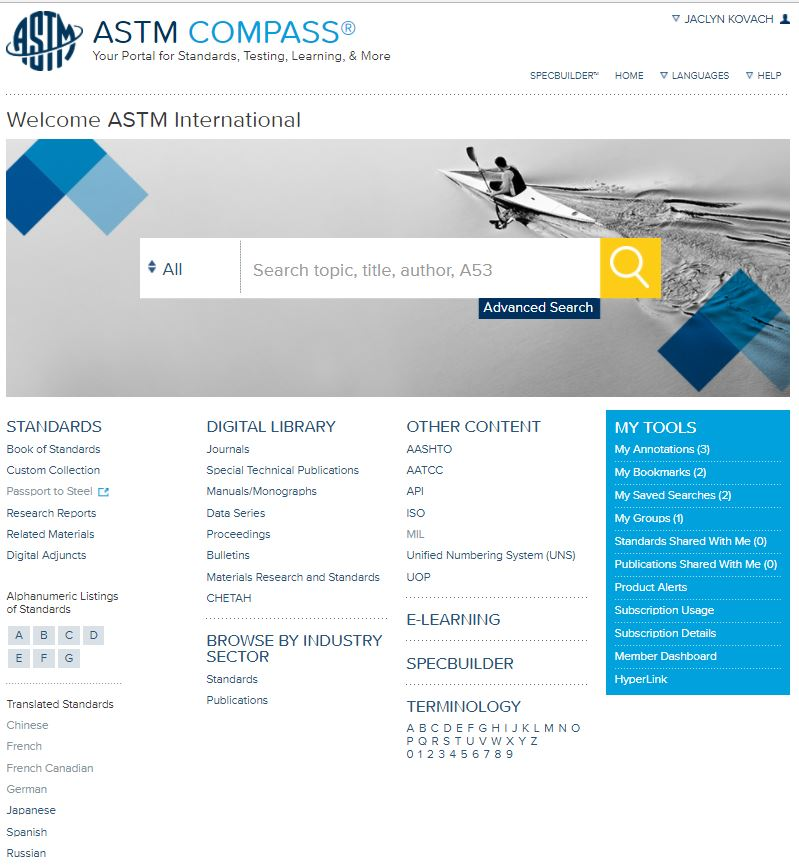 ASTM
ASTM COMPASS®
Your Portal for Standards, Testing, Learning, & More
JACLYN KOVACH
SPECBUILDER™ HOME LANGUAGES HELP
Welcome ASTM International
All
Search topic, title, author, A53
Advanced Search
STANDARDS
Book of Standards
Custom Collection
Passport to Steel
Research Reports
Related Materials
Digital Adjuncts
Alphanumeric Listings
of Standards
A B C D
E F G
Translated Standards
Chinese
French
French Canadian
German
Japanese
Spanish
Russian
DIGITAL LIBRARY
Journals
Special Technical Publications
Manuals/Monographs
Data Series
Proceedings
Bulletins
Materials Research and Standards
CHETAH
BROWSE BY INDUSTRY
SECTOR
Standards
Publications
OTHER CONTENT
AASHTO
AATCC
API
ISO
MIL
Unified Numbering System (UNS)
UOP
E-LEARNING
SPECBUILDER
TERMINOLOGY
A B C D E F G H I J K L M N O
P Q R S T U V W X Y Z
0 1 2 3 4 5 6 7 8 9
MY TOOLS
My Annotations (3)
My Bookmarks (2)
My Saved Searches (2)
My Groups (1)
Standards Shared With Me (0)
Publications Shared With Me (0)
Product Alerts
Subscription Usage
Subscription Details
Member Dashboard
HyperLink